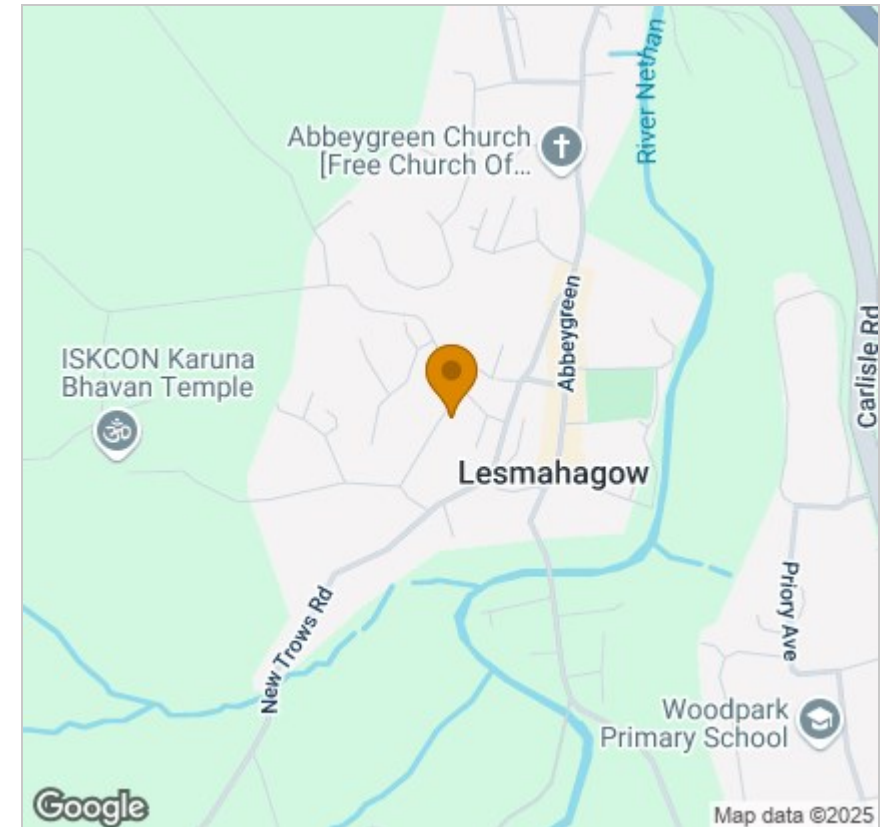 River Nethan
Abbeygreen Church
[Free Church Of...
Abbeygreen
Carlisle Rd
ISKCON Karuna
Bhavan Temple
Lesmahagow
Priory Ave
New Trows Rd
Woodpark
Primary School
Google
Map data ©2025